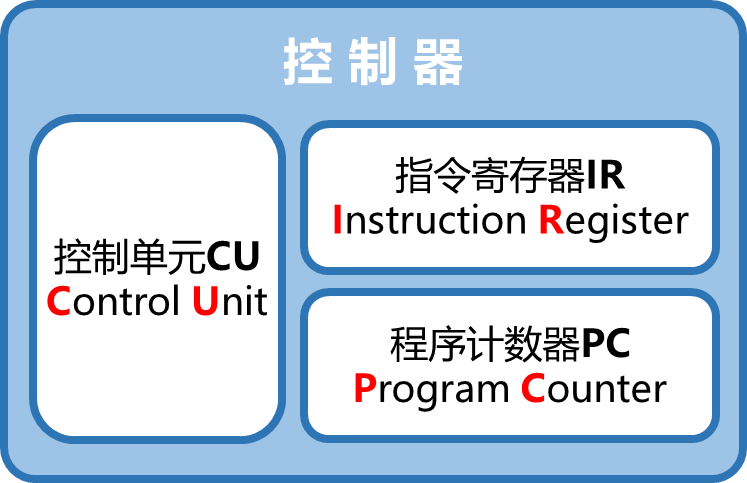 控制器
控制单元CU
Control Unit
指令寄存器IR
Instruction Register
程序计数器PC
Program Counter